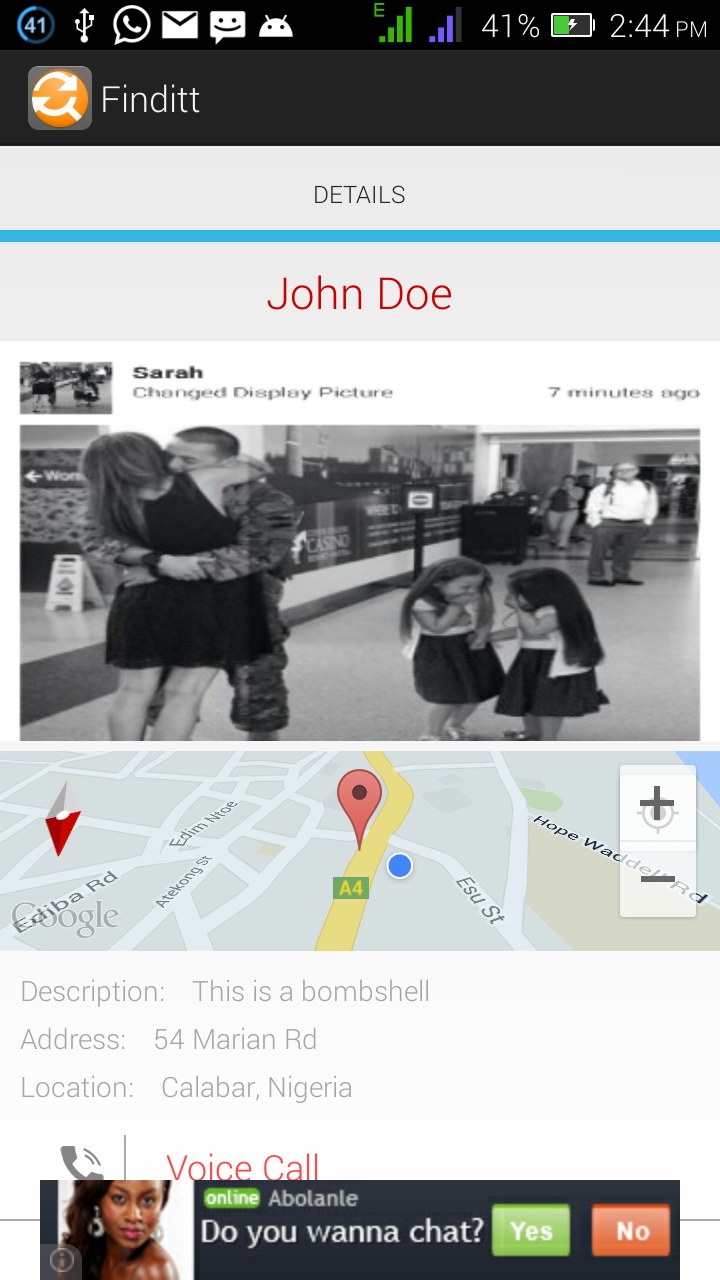 41
E
41% 2:44 PM
Finditt
DETAILS
John Doe
Sarah
Changed Display Picture 7 minutes ago
CASINO
Edim Ntoe
Atekong St
Ediba Rd
Google
A4
Esu St
Hope Waddell Rd
Description: This is a bombshell
Address: 54 Marian Rd
Location: Calabar, Nigeria
Voice Call
online Abolanle
Do you wanna chat? Yes No